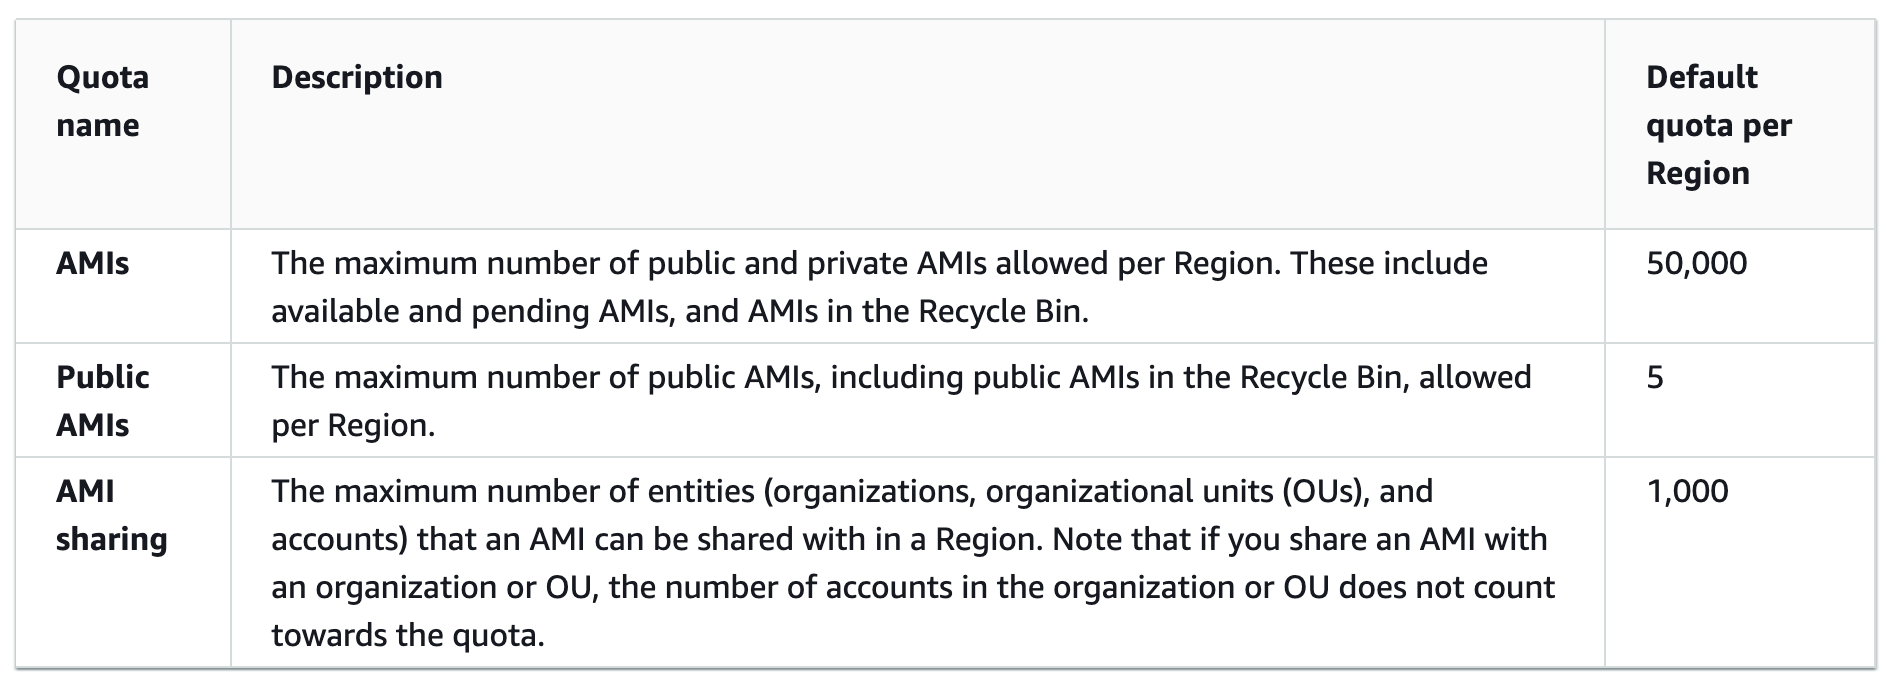 Quota
name
Description
Default
quota per
Region
AMIs
The maximum number of public and private AMIs allowed per Region. These include
available and pending AMIs, and AMIs in the Recycle Bin.
50,000
Public
AMIs
The maximum number of public AMIs, including public AMIs in the Recycle Bin, allowed
per Region.
5
AMI
sharing
The maximum number of entities (organizations, organizational units (OUs), and
accounts) that an AMI can be shared with in a Region. Note that if you share an AMI with
an organization or OU, the number of accounts in the organization or OU does not count
towards the quota.
1,000